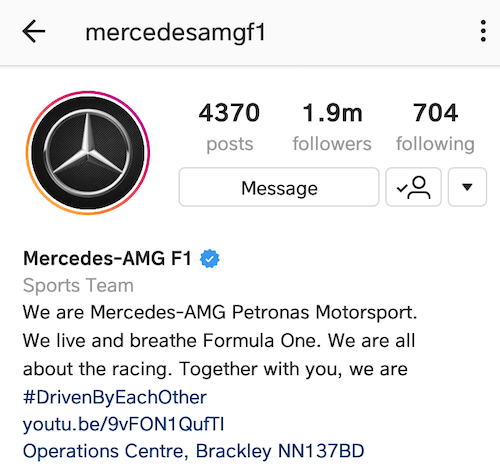 mercedesamgf1
4370 1.9m 704
posts followers following
Message
Mercedes-AMG F1
Sports Team
We are Mercedes-AMG Petronas Motorsport.
We live and breathe Formula One. We are all
about the racing. Together with you, we are
#DrivenByEachOther
youtu.be/9vFON1QufTI
Operations Centre, Brackley NN137BD